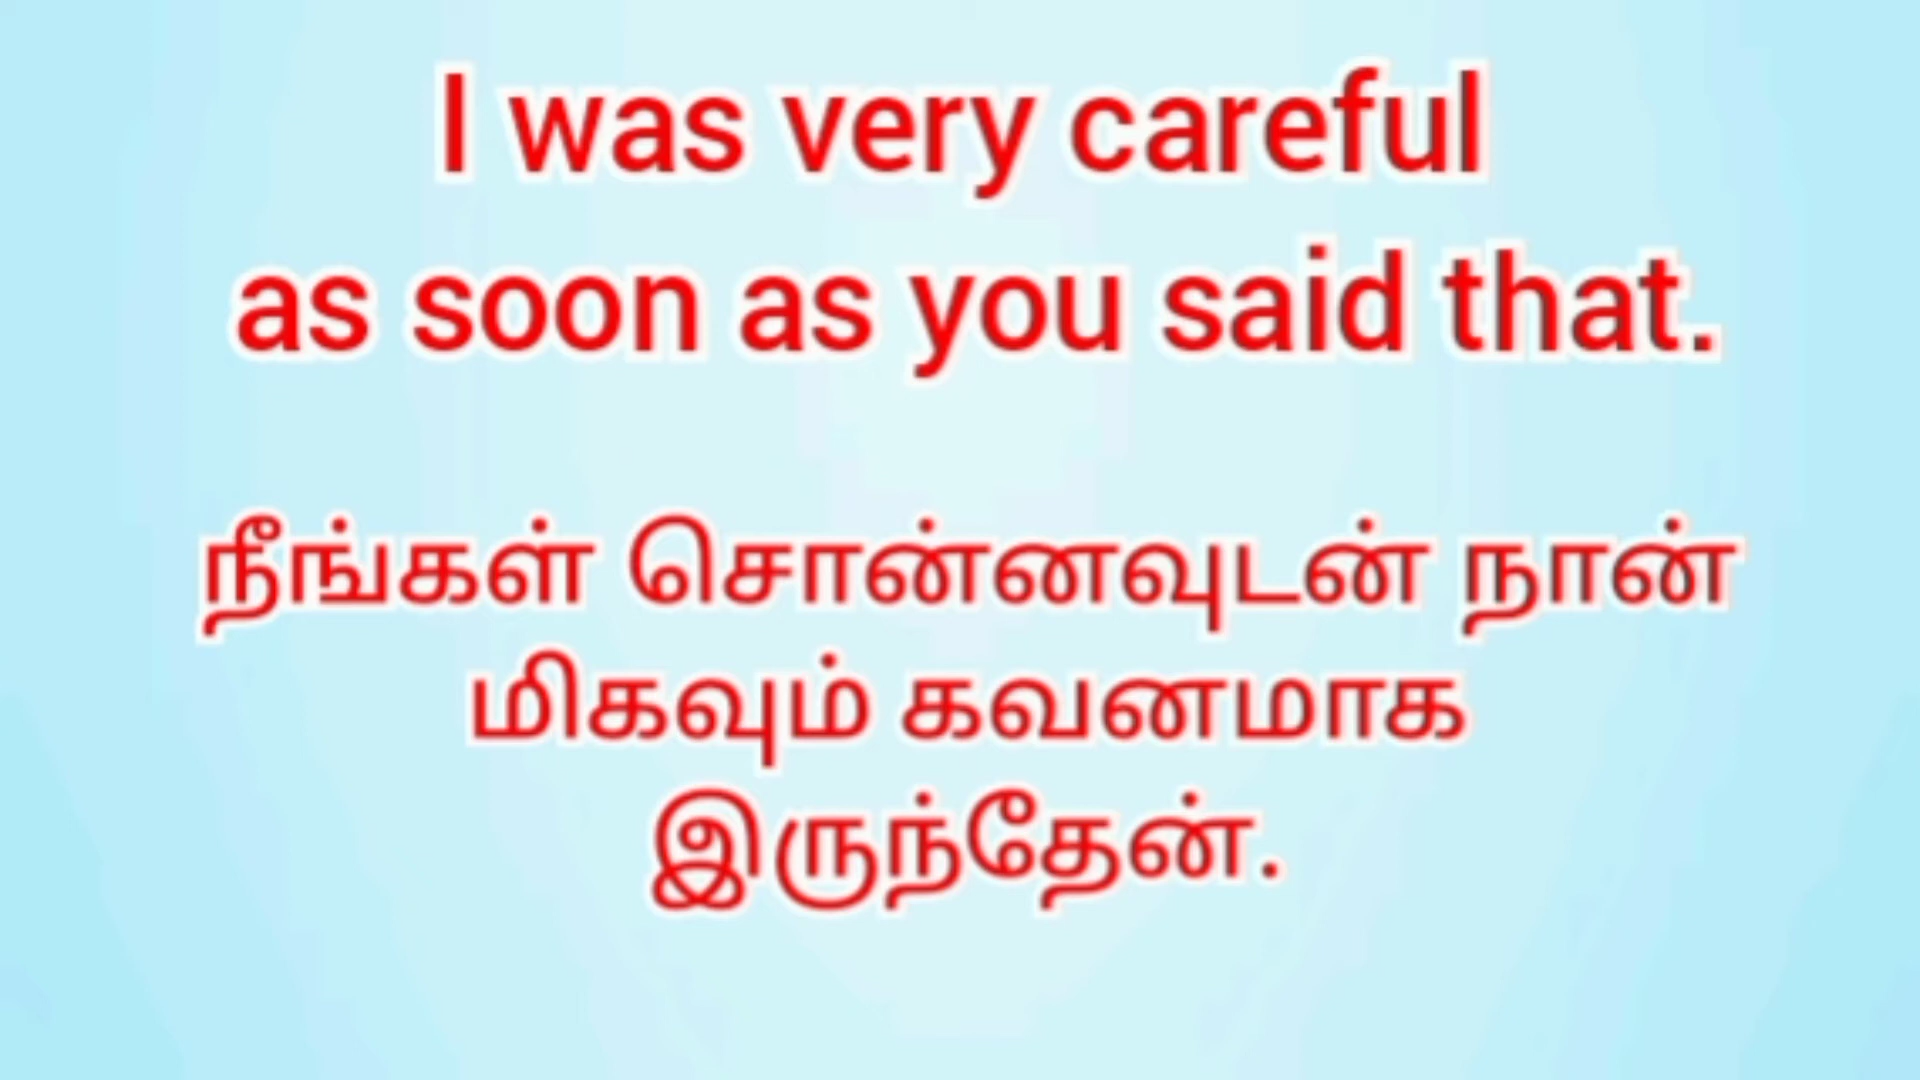 I was very careful
as soon as you said that.
நீங்கள் சொன்னவுடன் நான்
மிகவும் கவனமாக
இருந்தேன்.